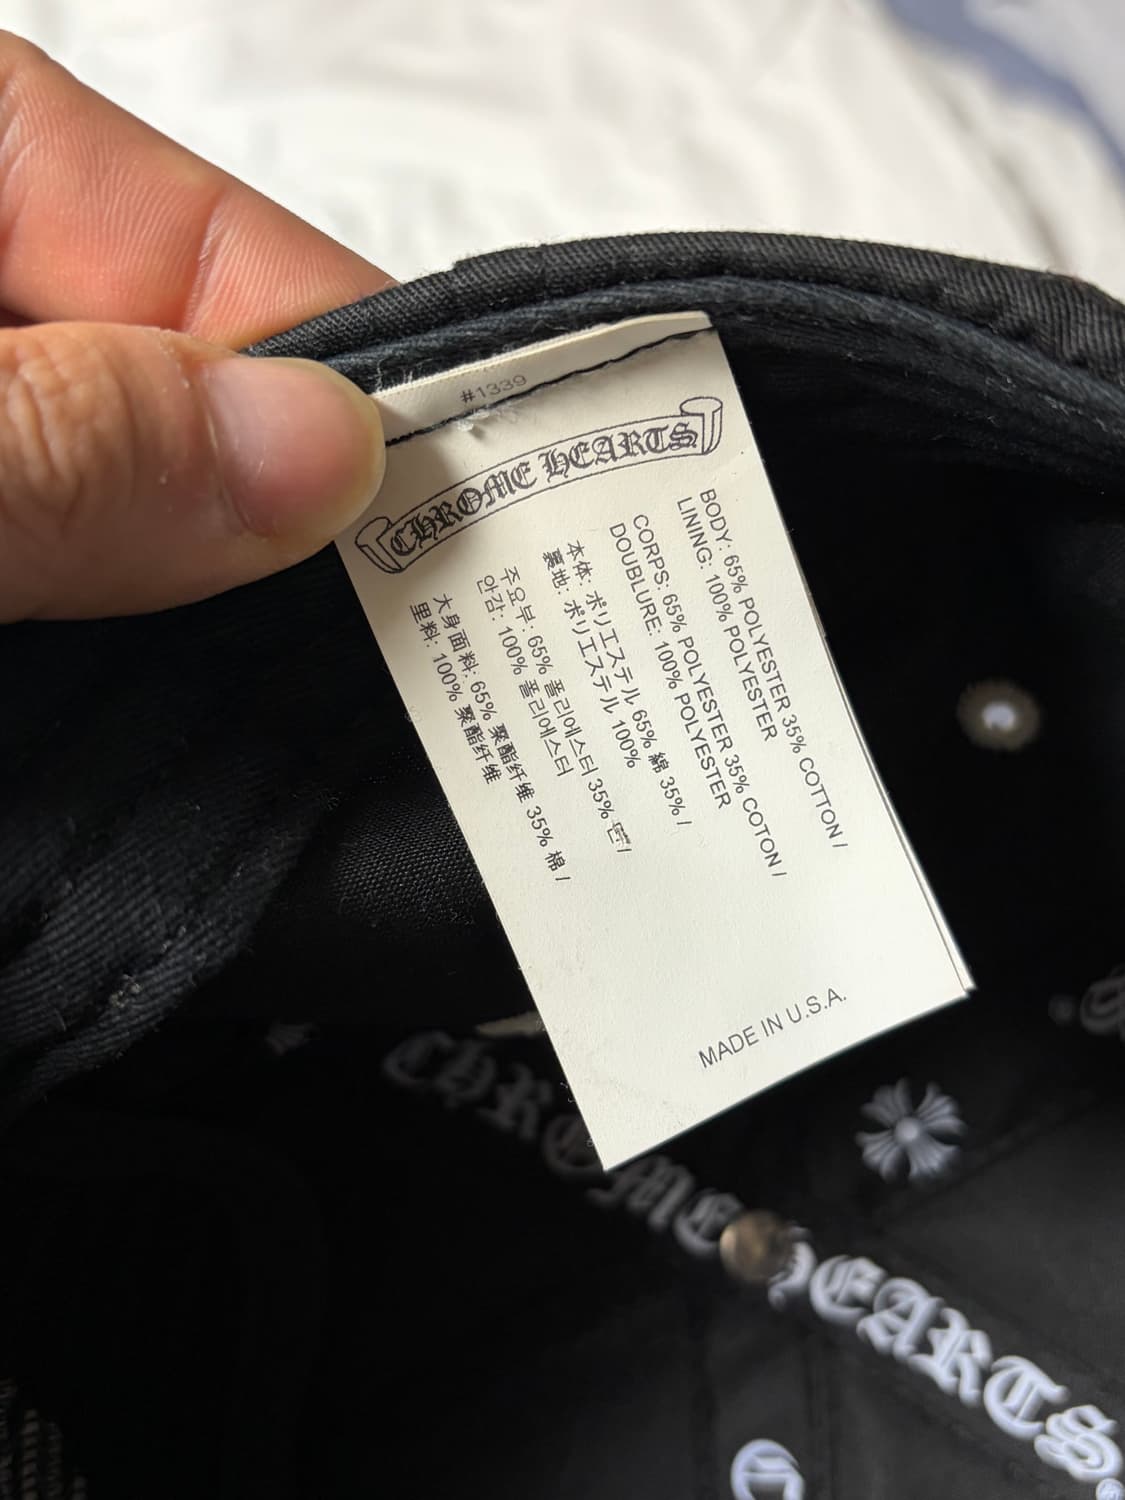 #1339
CHROME HEARTS
BODY: 65% POLYESTER 35% COTTON /
LINING: 100% POLYESTER
CORPS: 65% POLYESTER 35% COTON /
DOUBLURE: 100% POLYESTER
本体: ポリエステル 65% 綿 35% /
裏地: ポリエステル 100%
주요부: 65% 폴리에스터 35% /
안감: 100% 폴리에스터
大身面料: 65% 聚酯纤维 35% 棉 /
里料: 100% 聚酯纤维
MADE IN U.S.A.
CHROME HEARTS